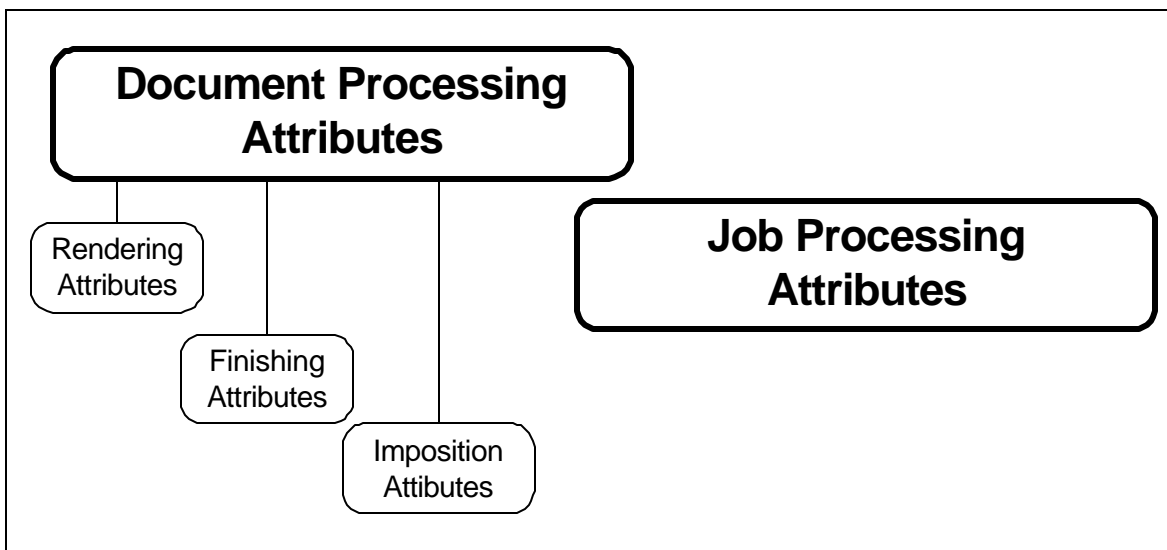 Document Processing
Attributes
Job Processing
Attributes
Rendering
Attributes
Finishing
Attributes
Imposition
Attibutes